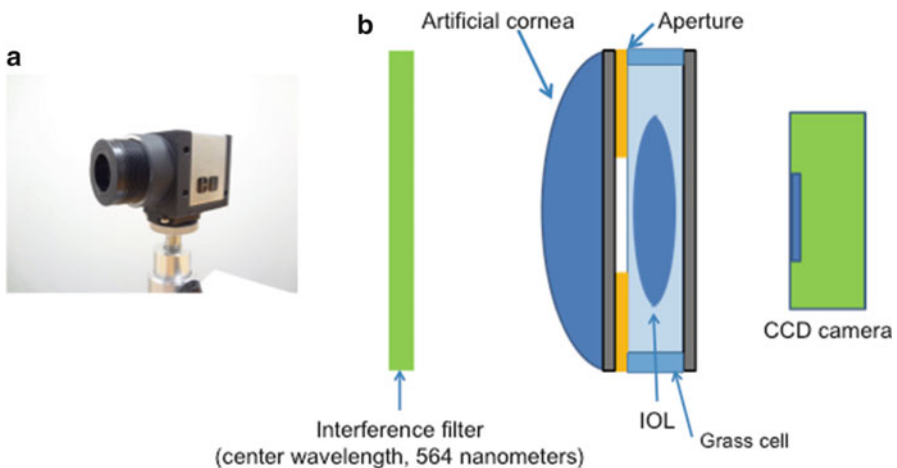 a
b
Artificial cornea
Aperture
CCD camera
IOL
Grass cell
Interference filter
(center wavelength, 564 nanometers)